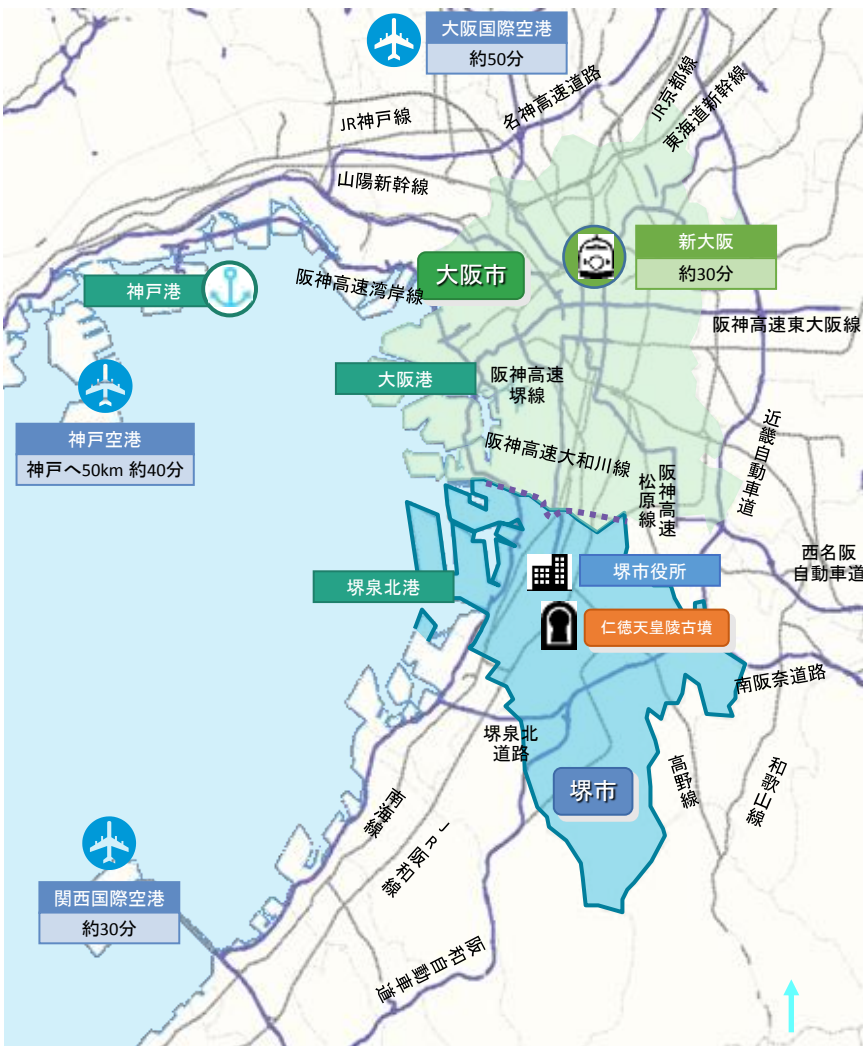 大阪国際空港
約50分
JR神戸線
名神高速道路
JR京都線
東海道新幹線
山陽新幹線
新大阪
約30分
大阪市
神戸港
阪神高速湾岸線
阪神高速東大阪線
大阪港
阪神高速
堺線
神戸空港
神戸へ50km 約40分
阪神高速大和川線
阪神高速
松原線
近畿自動車道
西名阪
自動車道
堺市役所
堺泉北港
仁徳天皇陵古墳
南阪奈道路
堺泉北
道路
堺市
高野線
和歌山線
南海線
JR阪和線
関西国際空港
約30分
阪和自動車道